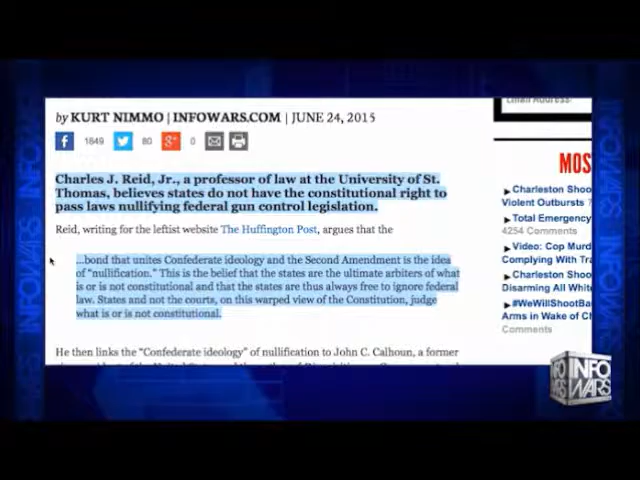 by KURT NIMMO | INFOWARS.COM | JUNE 24, 2015
1849
80
0
Charles J. Reid, Jr., a professor of law at the University of St.
Thomas, believes states do not have the constitutional right to
pass laws nullifying federal gun control legislation.
Reid, writing for the leftist website The Huffington Post, argues that the
...bond that unites Confederate ideology and the Second Amendment is the idea
of “nullification.” This is the belief that the states are the ultimate arbiters of what
is or is not constitutional and that the states are thus always free to ignore federal
law. States and not the courts, on this warped view of the Constitution, judge
what is or is not constitutional.
He then links the “Confederate ideology” of nullification to John C. Calhoun, a former
MOS
Charleston Shoo
Violent Outbursts 7
Total Emergency
4254 Comments
Video: Cop Murd
Complying With Tra
Charleston Shoo
Disarming All White
#WeWillShootBa
Arms in Wake of Ch
Comments
INFO
WARS
INFOWARS
INFOWARS